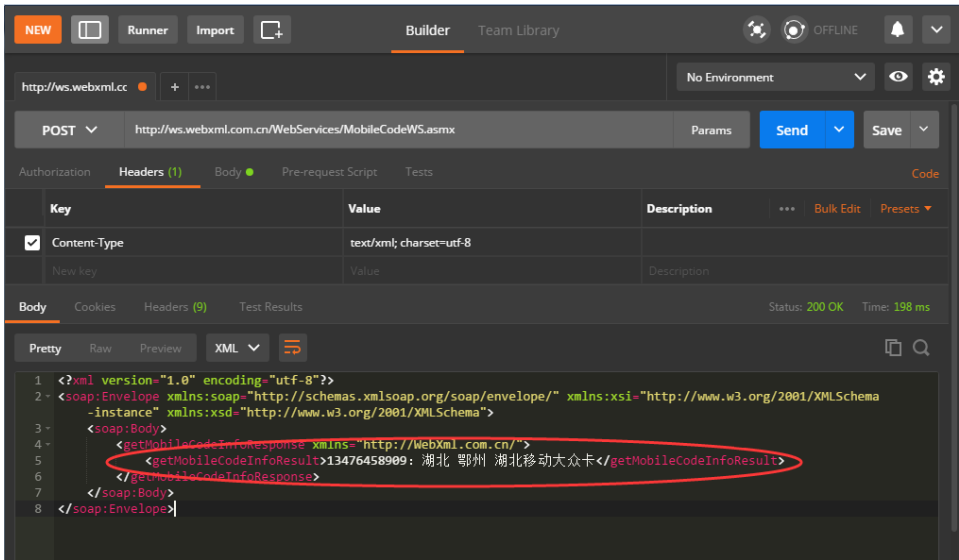 NEW Runner Import Builder Team Library OFFLINE
http://ws.webxml.cc + ••• No Environment
POST http://ws.webxml.com.cn/WebServices/MobileCodeWS.asmx Params Send Save
Authorization Headers (1) Body Pre-request Script Tests Code
Key Value Description ••• Bulk Edit Presets
Content-Type text/xml; charset=utf-8
New key Value Description
Body Cookies Headers (9) Test Results Status: 200 OK Time: 198 ms
Pretty Raw Preview XML
1 <?xml version="1.0" encoding="utf-8"?>
2 <soap:Envelope xmlns:soap="http://schemas.xmlsoap.org/soap/envelope/" xmlns:xsi="http://www.w3.org/2001/XMLSchema
-instance" xmlns:xsd="http://www.w3.org/2001/XMLSchema">
3 <soap:Body>
4 <getMobileCodeInfoResponse xmlns="http://WebXml.com.cn/">
5 <getMobileCodeInfoResult>13476458909：湖北 鄂州 湖北移动大众卡</getMobileCodeInfoResult>
6 </getMobileCodeInfoResponse>
7 </soap:Body>
8 </soap:Envelope>